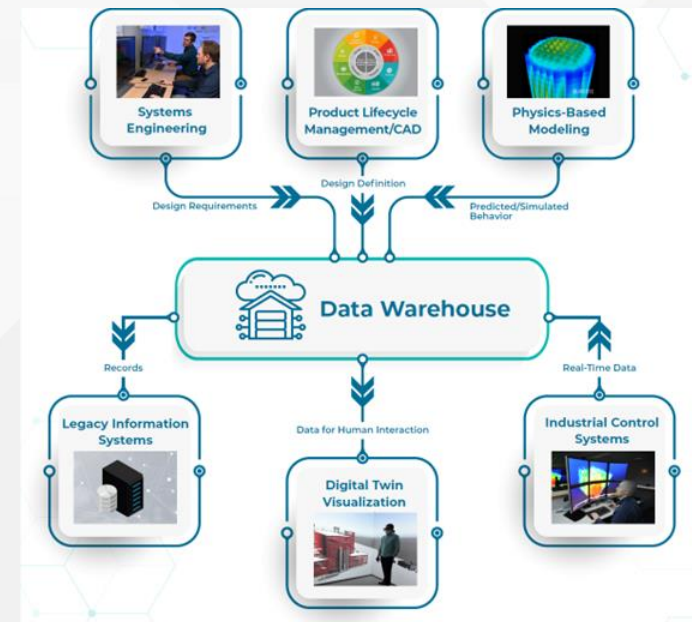 Systems
Engineering
Product Lifecycle
Management/CAD
Physics-Based
Modeling
Design Requirements
Design Definition
Predicted/Simulated
Behavior
Data Warehouse
Records
Data for Human Interaction
Real-Time Data
Legacy Information
Systems
Digital Twin
Visualization
Industrial Control
Systems